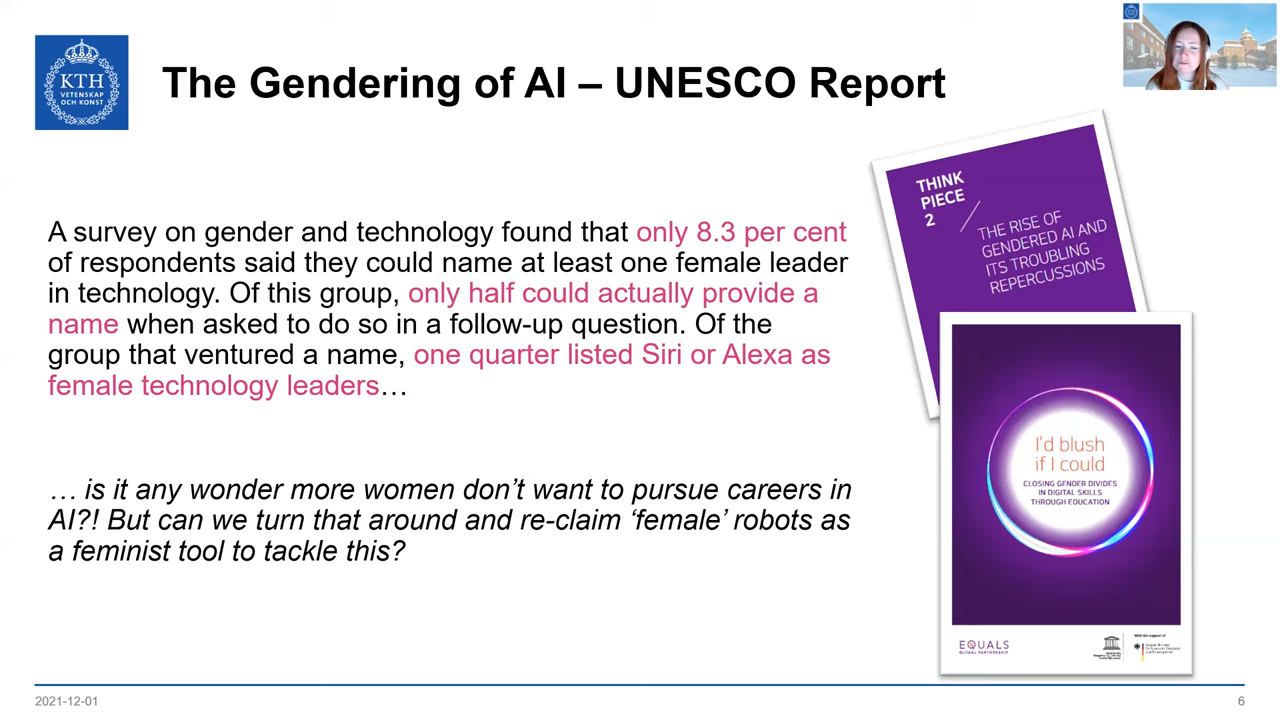 KTH
VETENSKAP
OCH KONST
The Gendering of AI – UNESCO Report
A survey on gender and technology found that only 8.3 per cent
of respondents said they could name at least one female leader
in technology. Of this group, only half could actually provide a
name when asked to do so in a follow-up question. Of the
group that ventured a name, one quarter listed Siri or Alexa as
female technology leaders…
… is it any wonder more women don’t want to pursue careers in
AI?! But can we turn that around and re-claim ‘female’ robots as
a feminist tool to tackle this?
THINK
PIECE
2
THE RISE OF
GENDERED AI AND
ITS TROUBLING
REPERCUSSIONS
I'd blush
if I could
CLOSING GENDER DIVIDES
IN DIGITAL SKILLS
THROUGH EDUCATION
EQUALS
GLOBAL PARTNERSHIP
With the support of
2021-12-01
6